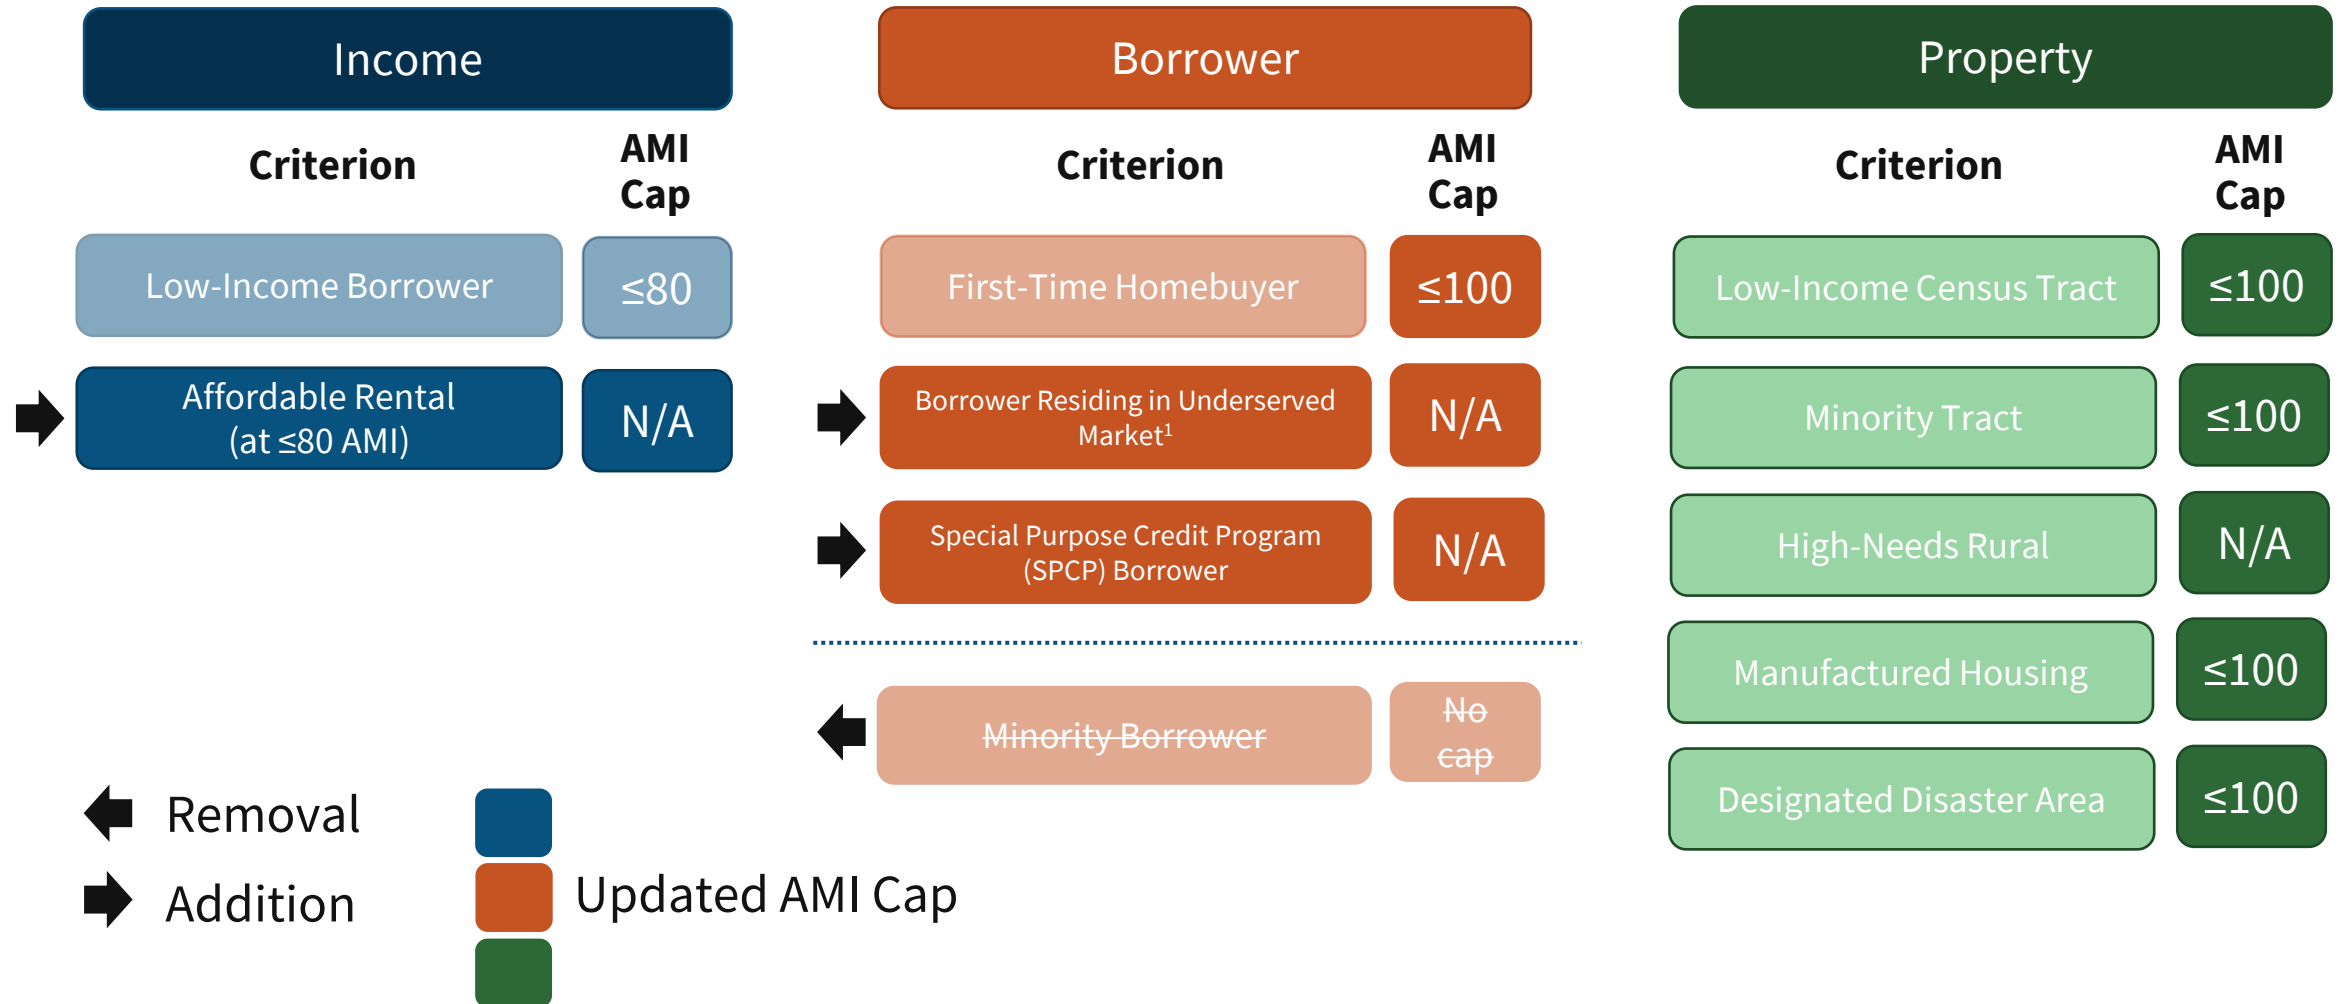 Income
Criterion
AMI
Cap
Low-Income Borrower
≤80
Affordable Rental
(at ≤80 AMI)
N/A
Borrower
Criterion
AMI
Cap
First-Time Homebuyer
≤100
Borrower Residing in Underserved
Market¹
N/A
Special Purpose Credit Program
(SPCP) Borrower
N/A
Minority Borrower
No
cap
Property
Criterion
AMI
Cap
Low-Income Census Tract
≤100
Minority Tract
≤100
High-Needs Rural
N/A
Manufactured Housing
≤100
Designated Disaster Area
≤100
Removal
Addition
Updated AMI Cap